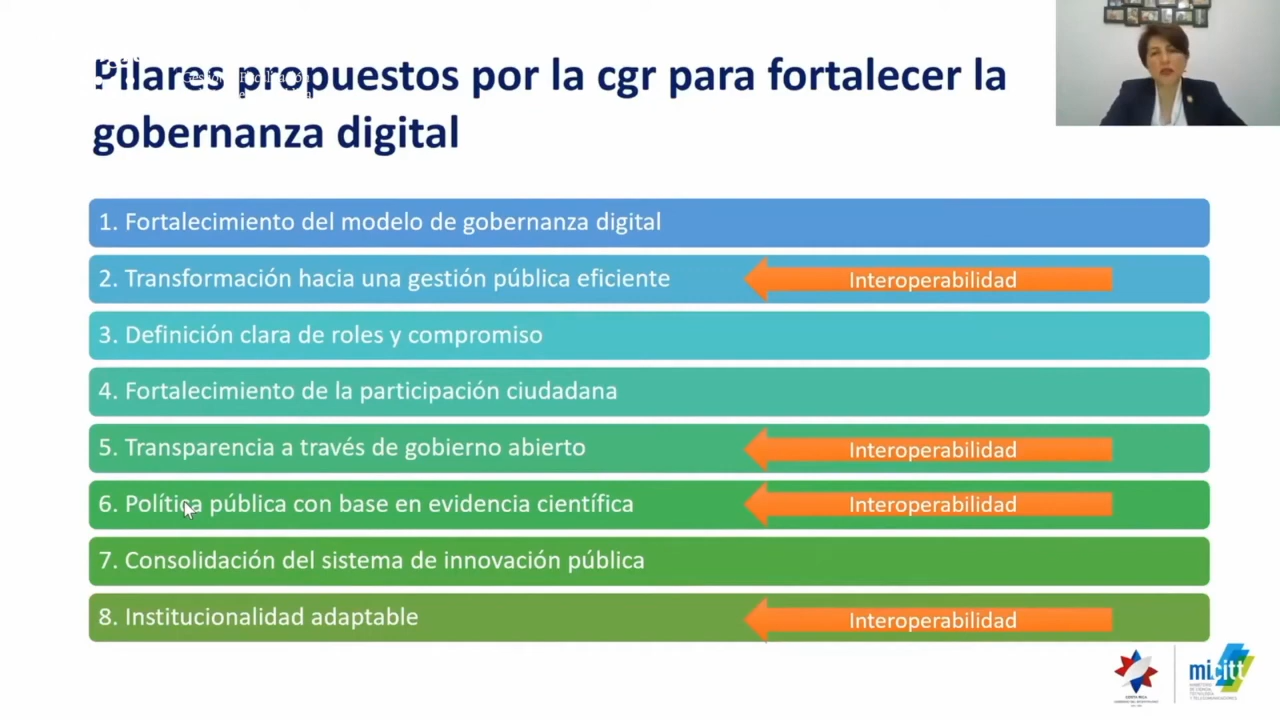 Pilares propuestos por la cgr para fortalecer la
gobernanza digital
1. Fortalecimiento del modelo de gobernanza digital
2. Transformación hacia una gestión pública eficiente
Interoperabilidad
3. Definición clara de roles y compromiso
4. Fortalecimiento de la participación ciudadana
5. Transparencia a través de gobierno abierto
Interoperabilidad
6. Política pública con base en evidencia científica
Interoperabilidad
7. Consolidación del sistema de innovación pública
8. Institucionalidad adaptable
Interoperabilidad
COSTA RICA
micitt